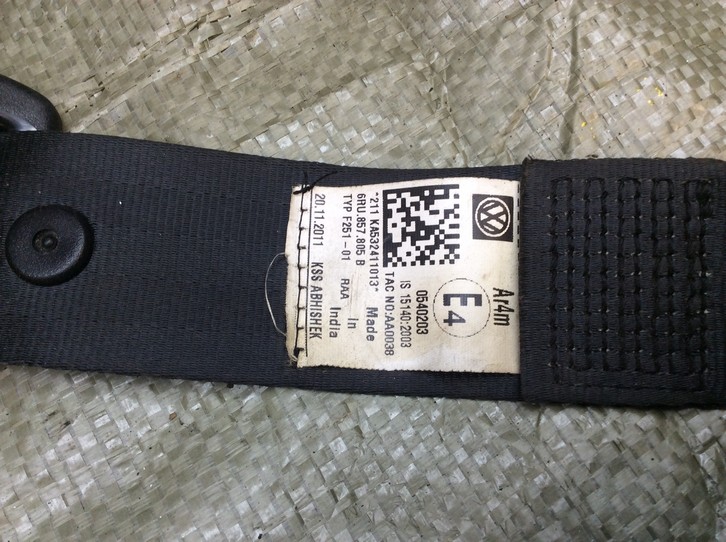 Ar4m
E4
0540203
IS 15140:2003
TAC NO:AA0038
*211 KA532411013*
6RU.857.805 B
TYP F251-01
Made
In
India
RAA
20.11.2011 KSS ABHISHEK